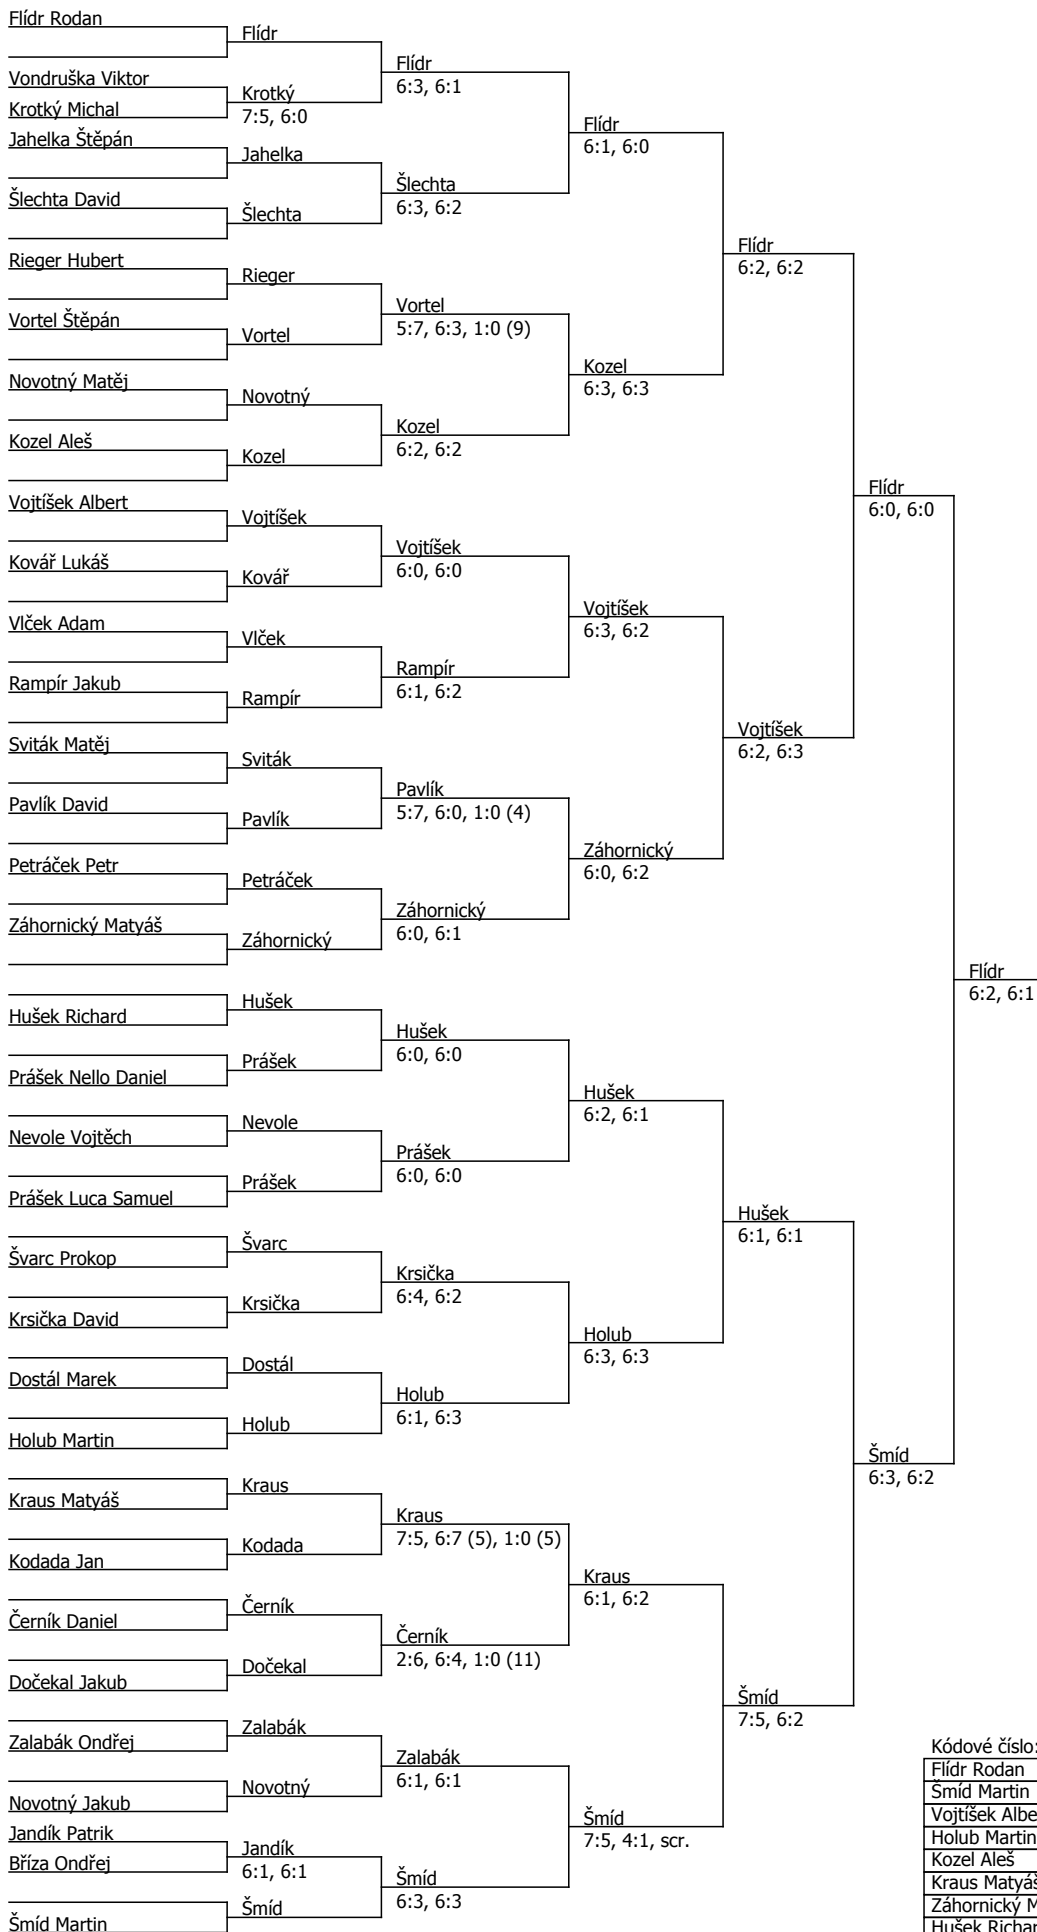 Flídr Rodan
Vondruška Viktor
Krotký Michal
Jahelka Štěpán
Šlechta David
Rieger Hubert
Vortel Štěpán
Novotný Matěj
Kozel Aleš
Vojtíšek Albert
Kovář Lukáš
Vlček Adam
Rampír Jakub
Sviták Matěj
Pavlík David
Petráček Petr
Záhornický Matyáš
Hušek Richard
Prášek Nello Daniel
Nevole Vojtěch
Prášek Luca Samuel
Švarc Prokop
Krsička David
Dostál Marek
Holub Martin
Kraus Matyáš
Kodada Jan
Černík Daniel
Dočekal Jakub
Zalabák Ondřej
Novotný Jakub
Jandík Patrik
Bříza Ondřej
Šmíd Martin
Flídr
Krotký
7:5, 6:0
Jahelka
Šlechta
Rieger
Vortel
Novotný
Kozel
Vojtíšek
Kovář
Vlček
Rampír
Sviták
Pavlík
Petráček
Záhornický
Hušek
Prášek
Nevole
Prášek
Švarc
Krsička
Dostál
Holub
Kraus
Kodada
Černík
Dočekal
Zalabák
Novotný
Jandík
6:1, 6:1
Šmíd
Flídr
6:3, 6:1
Šlechta
6:3, 6:2
Vortel
5:7, 6:3, 1:0 (9)
Kozel
6:2, 6:2
Vojtíšek
6:0, 6:0
Rampír
6:1, 6:2
Pavlík
5:7, 6:0, 1:0 (4)
Záhornický
6:0, 6:1
Hušek
6:0, 6:0
Prášek
6:0, 6:0
Krsička
6:4, 6:2
Holub
6:1, 6:3
Kraus
7:5, 6:7 (5), 1:0 (5)
Černík
2:6, 6:4, 1:0 (11)
Zalabák
6:1, 6:1
Šmíd
6:3, 6:3
Flídr
6:1, 6:0
Kozel
6:3, 6:3
Vojtíšek
6:3, 6:2
Záhornický
6:0, 6:2
Hušek
6:2, 6:1
Holub
6:3, 6:3
Kraus
6:1, 6:2
Šmíd
7:5, 4:1, scr.
Flídr
6:2, 6:2
Vojtíšek
6:2, 6:3
Hušek
6:1, 6:1
Šmíd
7:5, 6:2
Flídr
6:0, 6:0
Šmíd
6:3, 6:2
Flídr
6:2, 6:1
Kódové číslo:
Flídr Rodan
Šmíd Martin
Vojtíšek Albe
Holub Martin
Kozel Aleš
Kraus Matyáš
Záhornický M
Hušek Richar